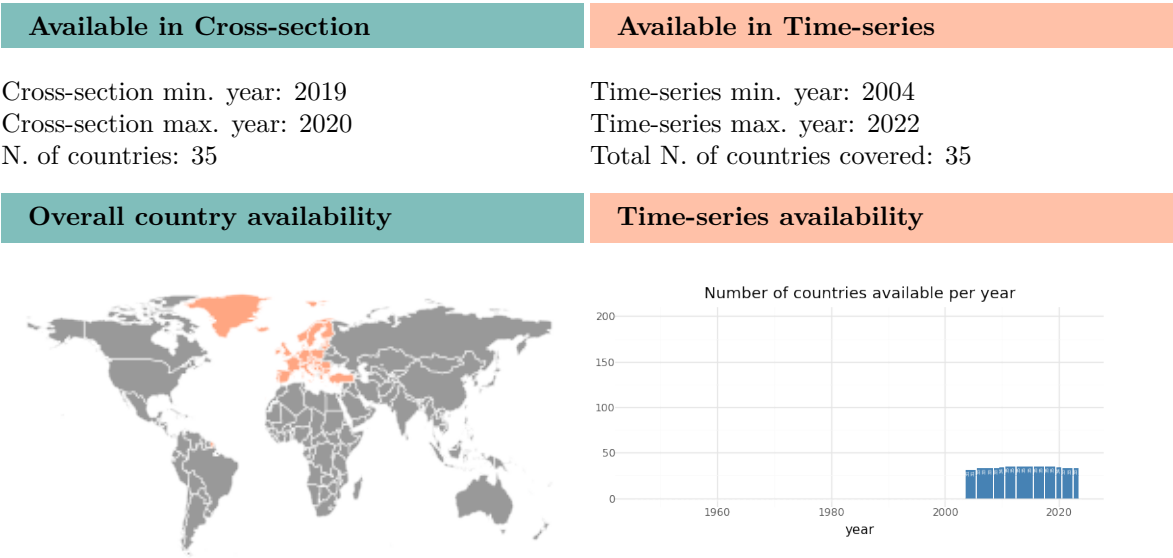 Available in Cross-section
Available in Time-series
Cross-section min. year: 2019
Cross-section max. year: 2020
N. of countries: 35
Time-series min. year: 2004
Time-series max. year: 2022
Total N. of countries covered: 35
Overall country availability
Time-series availability
Number of countries available per year
200
150
100
50
0
1960 1980 2000 2020
year